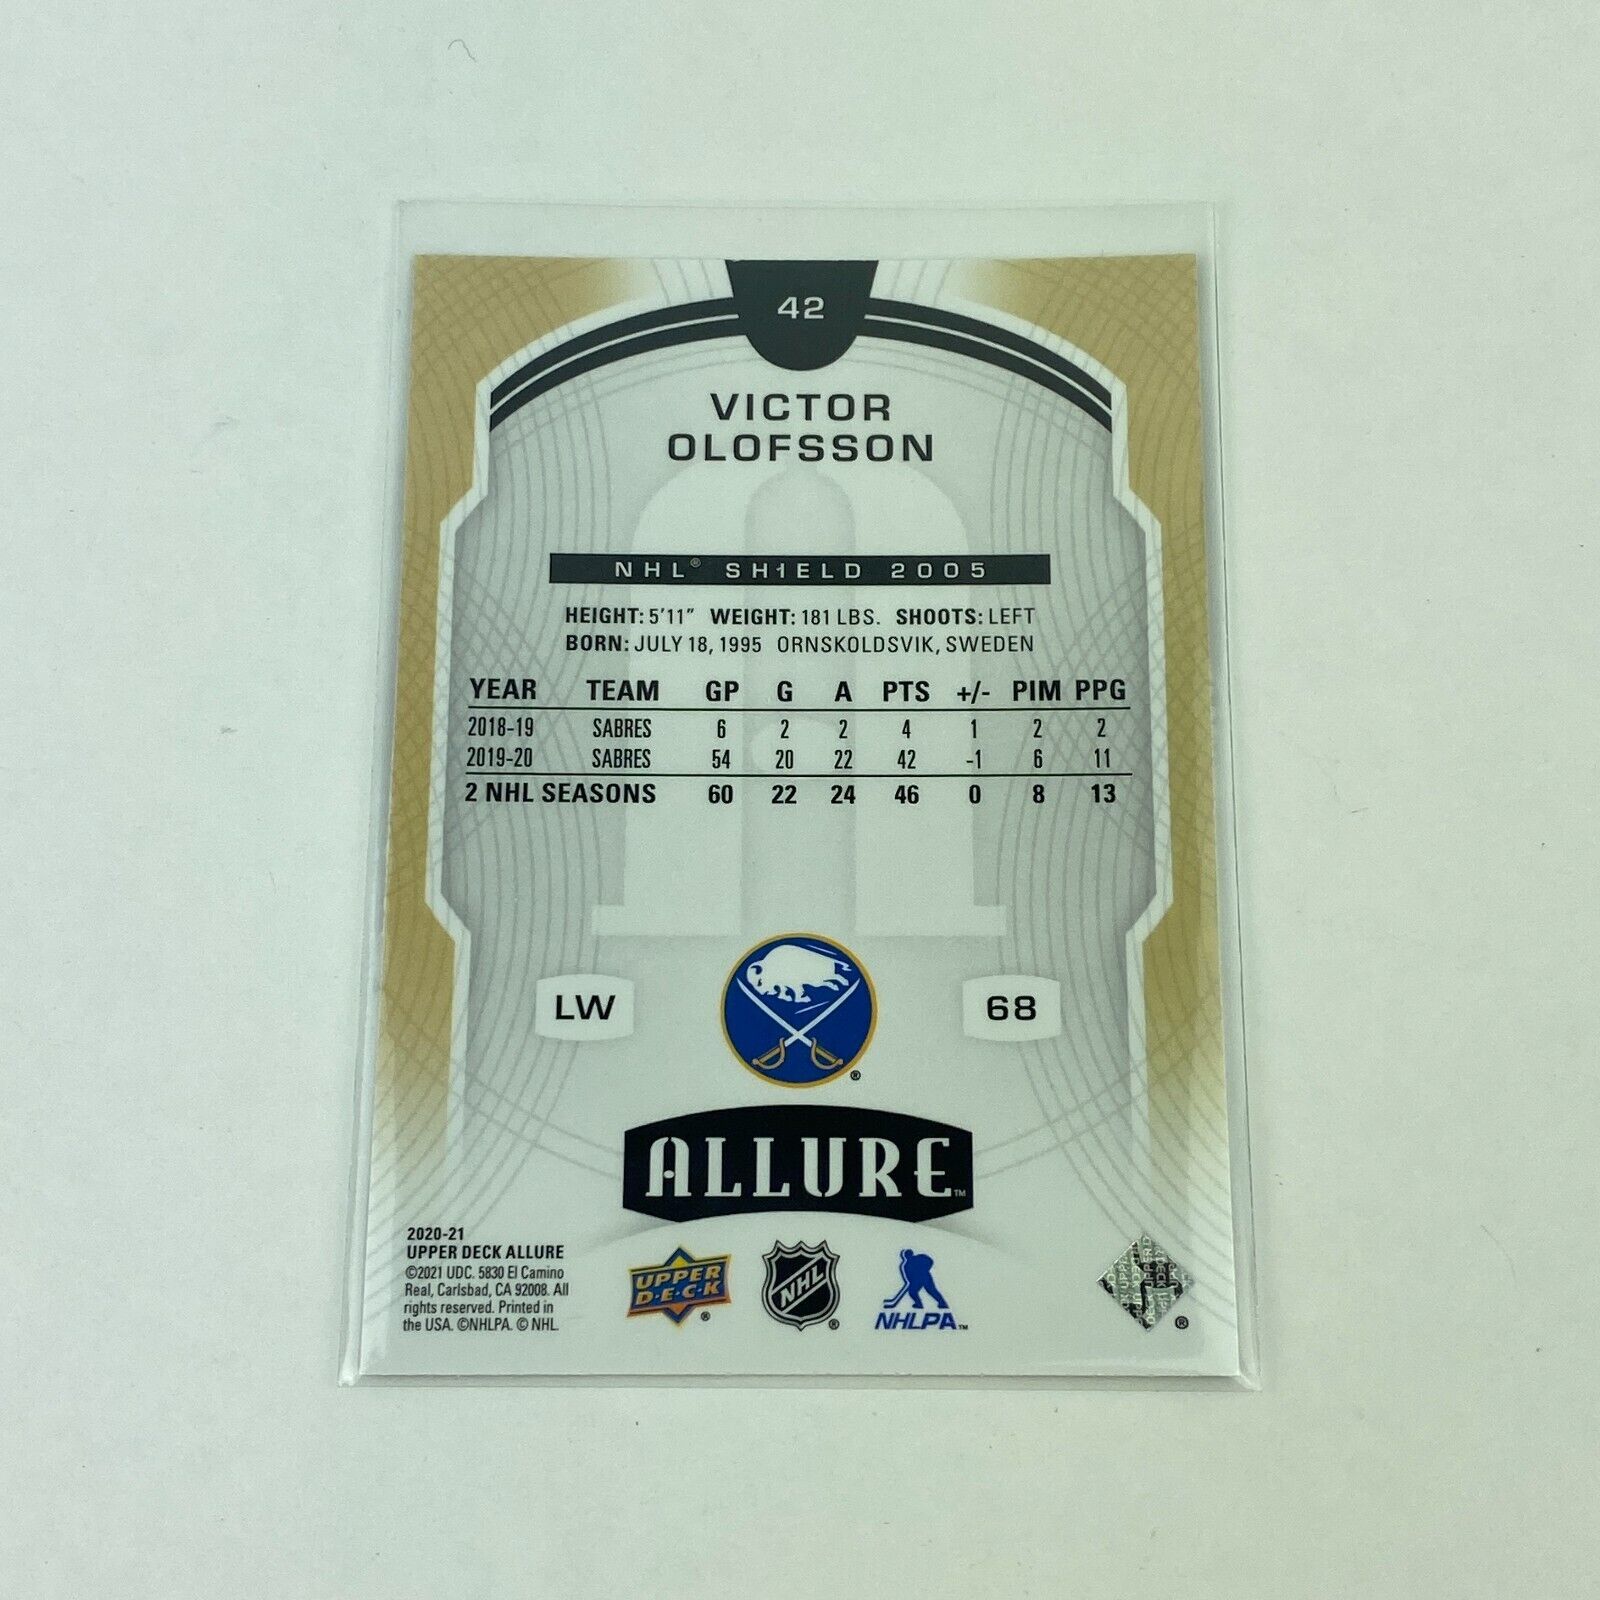 42
VICTOR
OLOFSSON
NHL® SHIELD 2005
HEIGHT: 5'11" WEIGHT: 181 LBS. SHOOTS: LEFT
BORN: JULY 18, 1995 ORNSKOLDSVIK, SWEDEN
YEAR TEAM GP G A PTS +/- PIM PPG
2018-19 SABRES 6 2 2 4 1 2 2
2019-20 SABRES 54 20 22 42 -1 6 11
2 NHL SEASONS 60 22 24 46 0 8 13
LW
68
®
ALLURE™
2020-21
UPPER DECK ALLURE
©2021 UDC. 5830 El Camino
Real, Carlsbad, CA 92008. All
rights reserved. Printed in
the USA. ©NHLPA. © NHL.
UPPER
D·E·C·K ®
NHL ®
NHLPA™
®